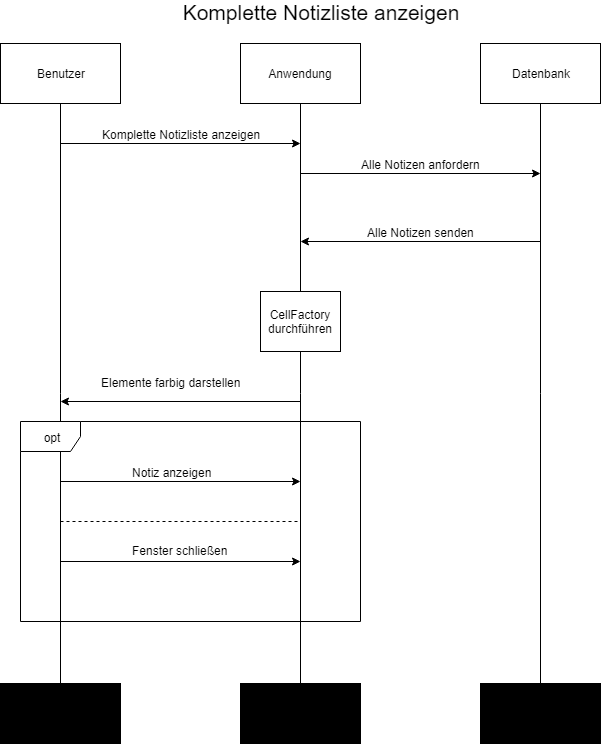 Komplette Notizliste anzeigen
Benutzer
Anwendung
Datenbank
Komplette Notizliste anzeigen
Alle Notizen anfordern
Alle Notizen senden
CellFactory
durchführen
Elemente farbig darstellen
opt
Notiz anzeigen
Fenster schließen